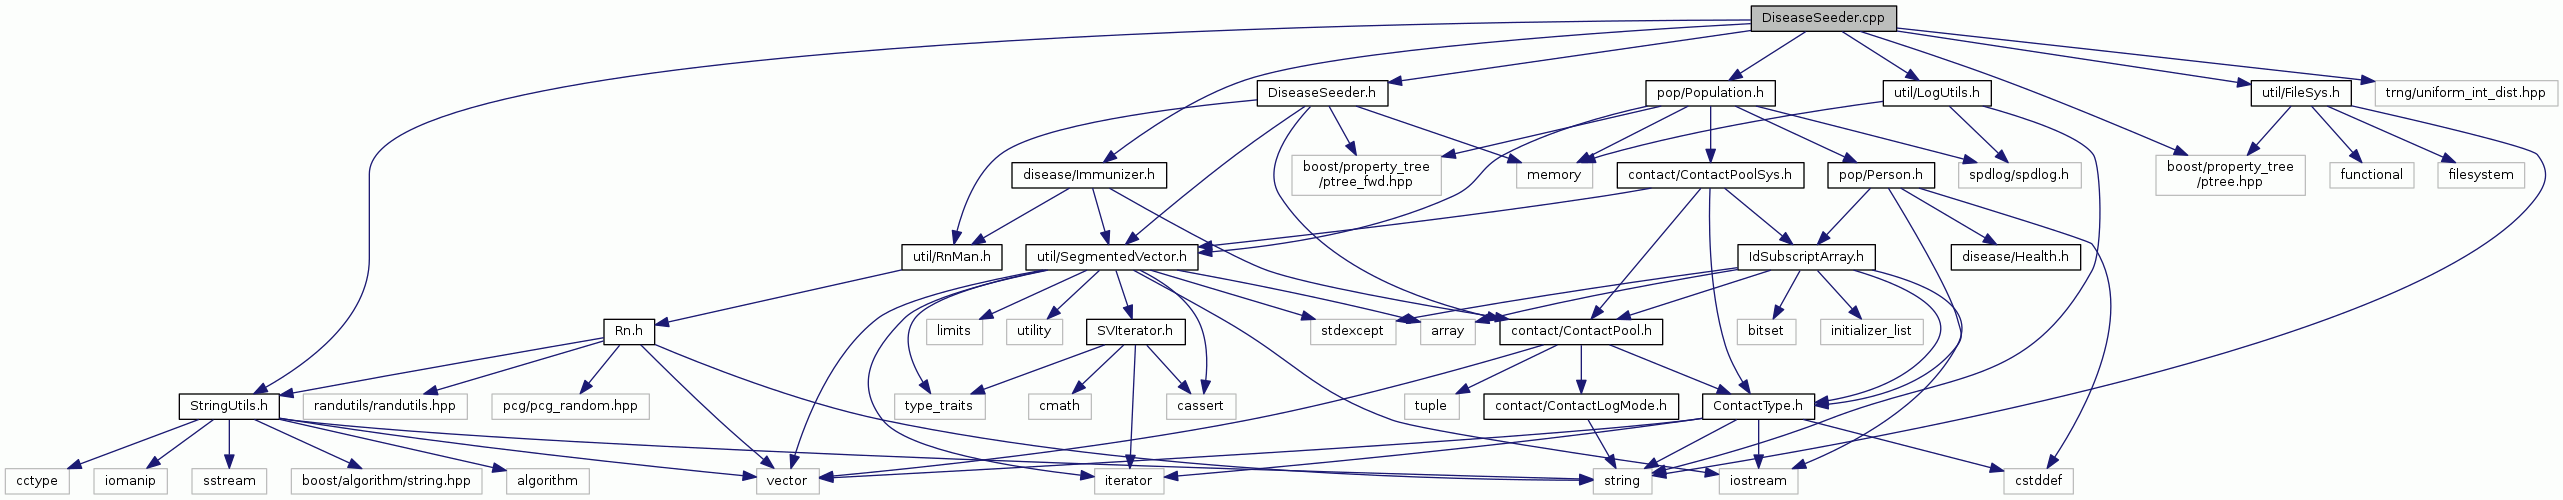 DiseaseSeeder.cpp
DiseaseSeeder.h
pop/Population.h
util/LogUtils.h
util/FileSys.h
trng/uniform_int_dist.hpp
disease/Immunizer.h
boost/property_tree
/ptree_fwd.hpp
memory
contact/ContactPoolSys.h
pop/Person.h
spdlog/spdlog.h
boost/property_tree
/ptree.hpp
functional
filesystem
util/RnMan.h
util/SegmentedVector.h
IdSubscriptArray.h
disease/Health.h
Rn.h
limits
utility
SVIterator.h
stdexcept
array
contact/ContactPool.h
bitset
initializer_list
StringUtils.h
randutils/randutils.hpp
pcg/pcg_random.hpp
type_traits
cmath
cassert
tuple
contact/ContactLogMode.h
ContactType.h
cctype
iomanip
sstream
boost/algorithm/string.hpp
algorithm
vector
iterator
string
iostream
cstddef